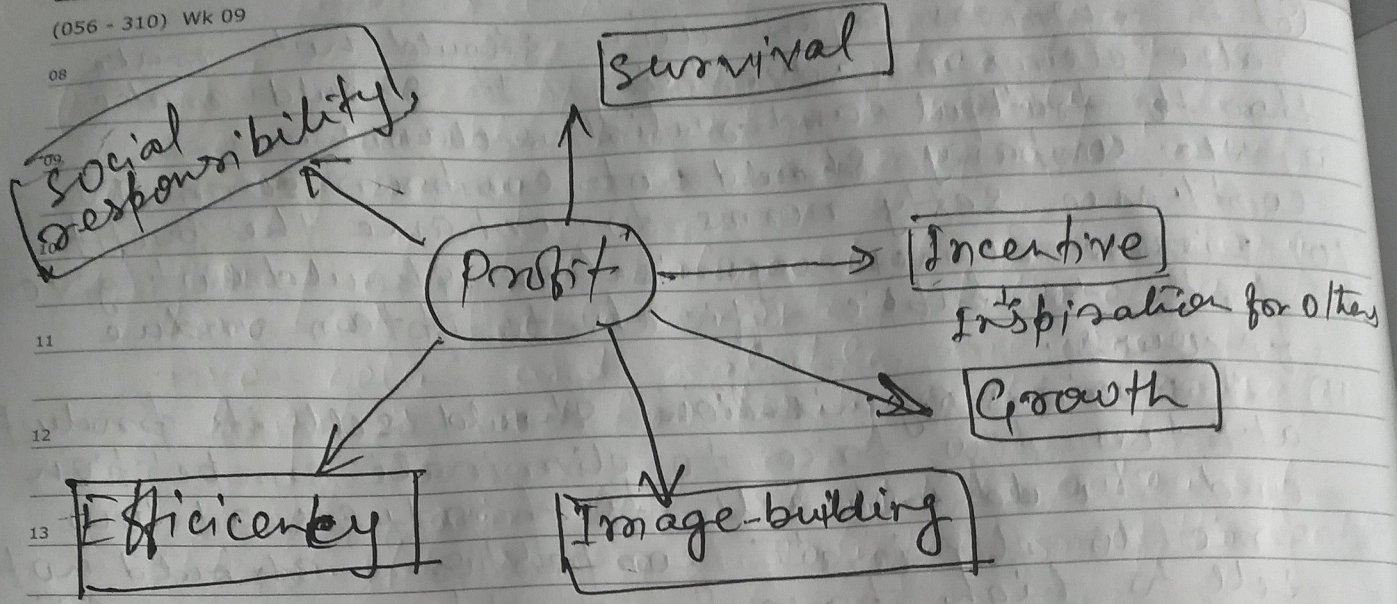 (056 - 310) Wk 09
08
Survival
09
Social
responsibility
10
Profit
Incentive
Inspiration for others
11
Growth
12
Efficicency
13
Image-building